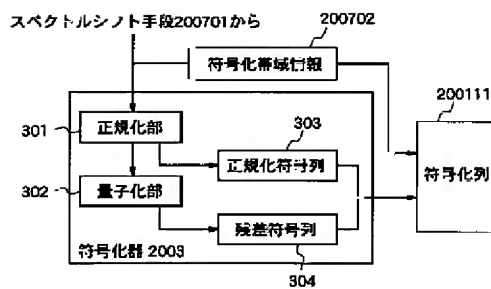 スペクトルシフト手段200701から
200702
符号化帯域情報
200111
301
正規化部
303
正規化符号列
符号化列
302
量子化部
残差符号列
符号化器 2003
304